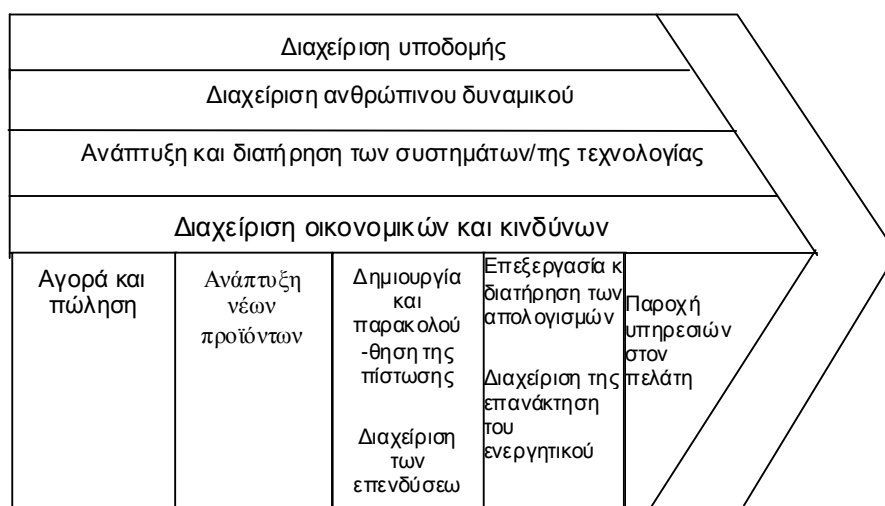 Διαχείριση υποδομής
Διαχείριση ανθρώπινου δυναμικού
Ανάπτυξη και διατήρηση των συστημάτων/της τεχνολογίας
Διαχείριση οικονομικών και κινδύνων
Αγορά και
πώληση
Ανάπτυξη
νέων
προϊόντων
Δημιουργία
και
παρακολού
-θηση της
πίστωσης
Διαχείριση
των
επενδύσεω
Επεξεργασία κ
διατήρηση των
απολογισμών
Διαχείριση της
επανάκτηση
του
ενεργητικού
Παροχή
υπηρεσιών
στον
πελάτη